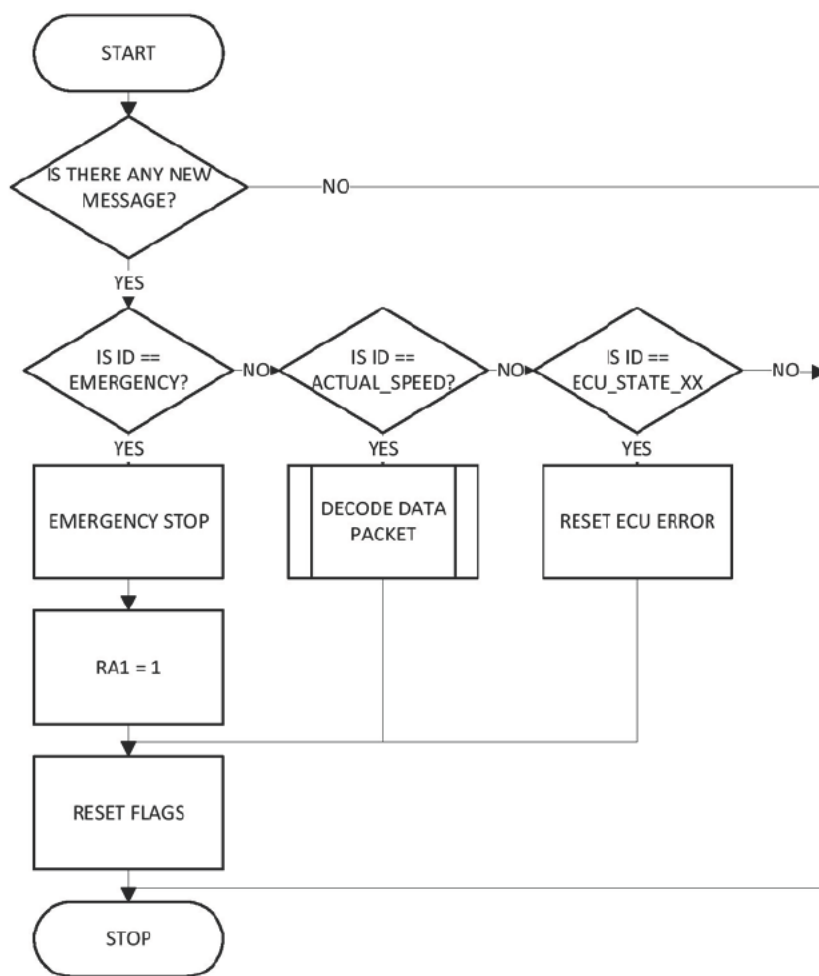 START
IS THERE ANY NEW
MESSAGE?
NO
YES
IS ID ==
EMERGENCY?
NO
IS ID ==
ACTUAL_SPEED?
NO
IS ID ==
ECU_STATE_XX
NO
YES
YES
YES
EMERGENCY STOP
DECODE DATA
PACKET
RESET ECU ERROR
RA1 = 1
RESET FLAGS
STOP